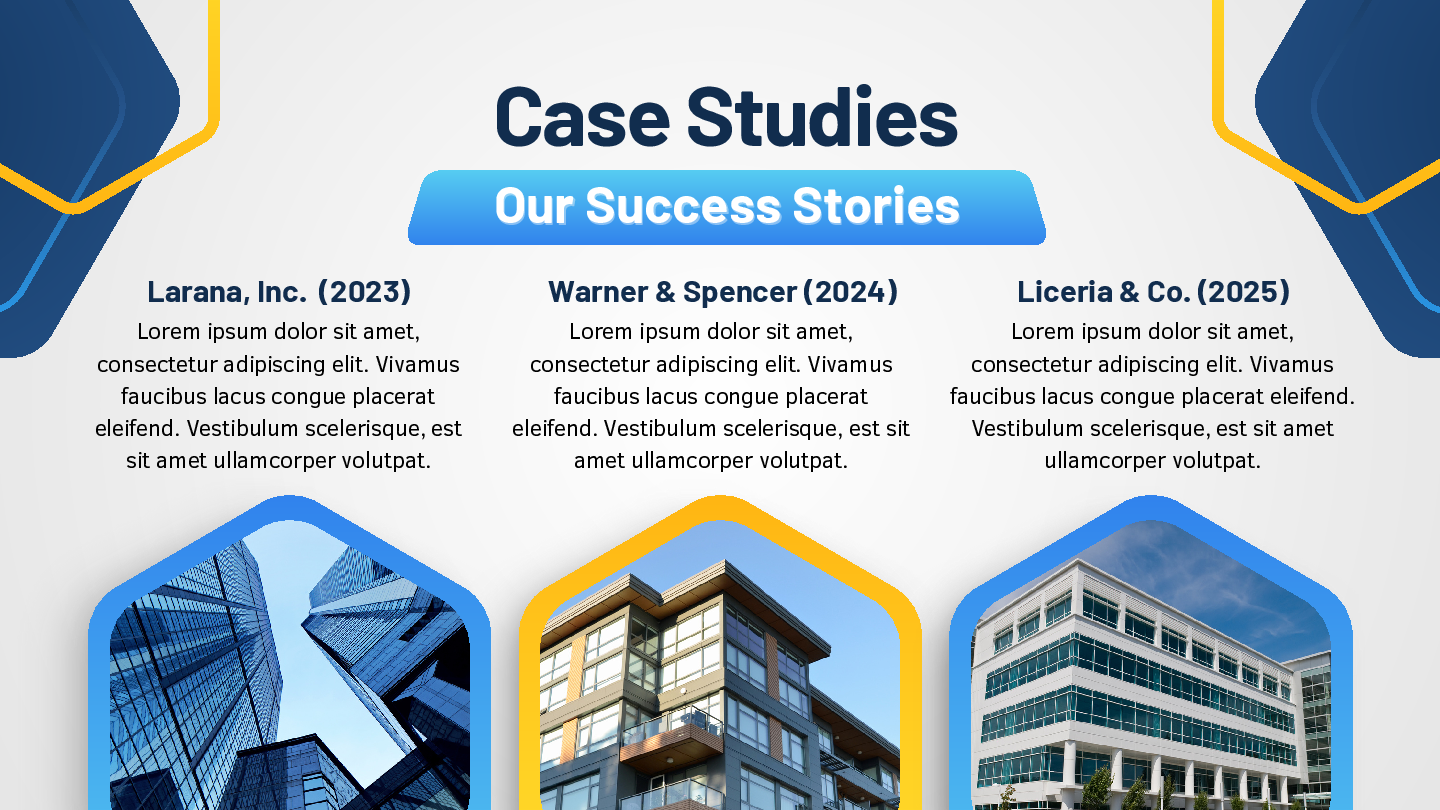 Case Studies
Our Success Stories
Larana, Inc. (2023)
Lorem ipsum dolor sit amet,
consectetur adipiscing elit. Vivamus
faucibus lacus congue placerat
eleifend. Vestibulum scelerisque, est
sit amet ullamcorper volutpat.
Warner & Spencer (2024)
Lorem ipsum dolor sit amet,
consectetur adipiscing elit. Vivamus
faucibus lacus congue placerat
eleifend. Vestibulum scelerisque, est sit
amet ullamcorper volutpat.
Liceria & Co. (2025)
Lorem ipsum dolor sit amet,
consectetur adipiscing elit. Vivamus
faucibus lacus congue placerat eleifend.
Vestibulum scelerisque, est sit amet
ullamcorper volutpat.